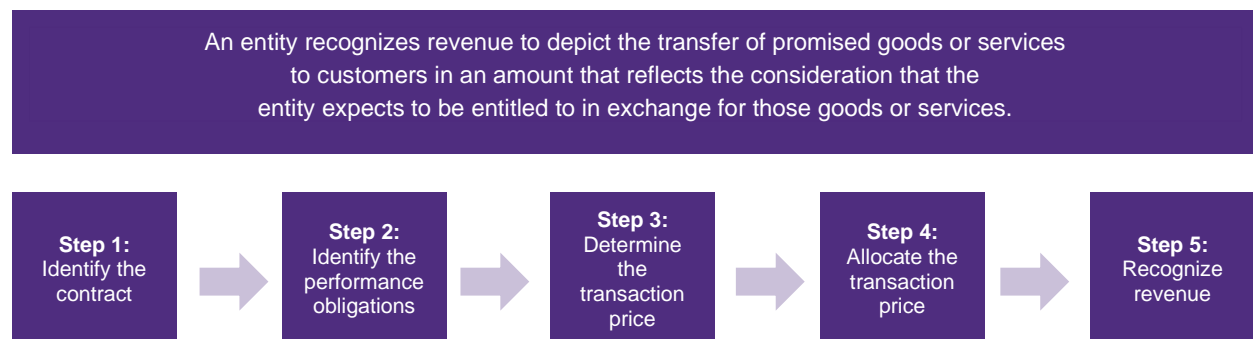 An entity recognizes revenue to depict the transfer of promised goods or services
to customers in an amount that reflects the consideration that the
entity expects to be entitled to in exchange for those goods or services.
Step 1:
Identify the
contract
Step 2:
Identify the
performance
obligations
Step 3:
Determine
the
transaction
price
Step 4:
Allocate the
transaction
price
Step 5:
Recognize
revenue